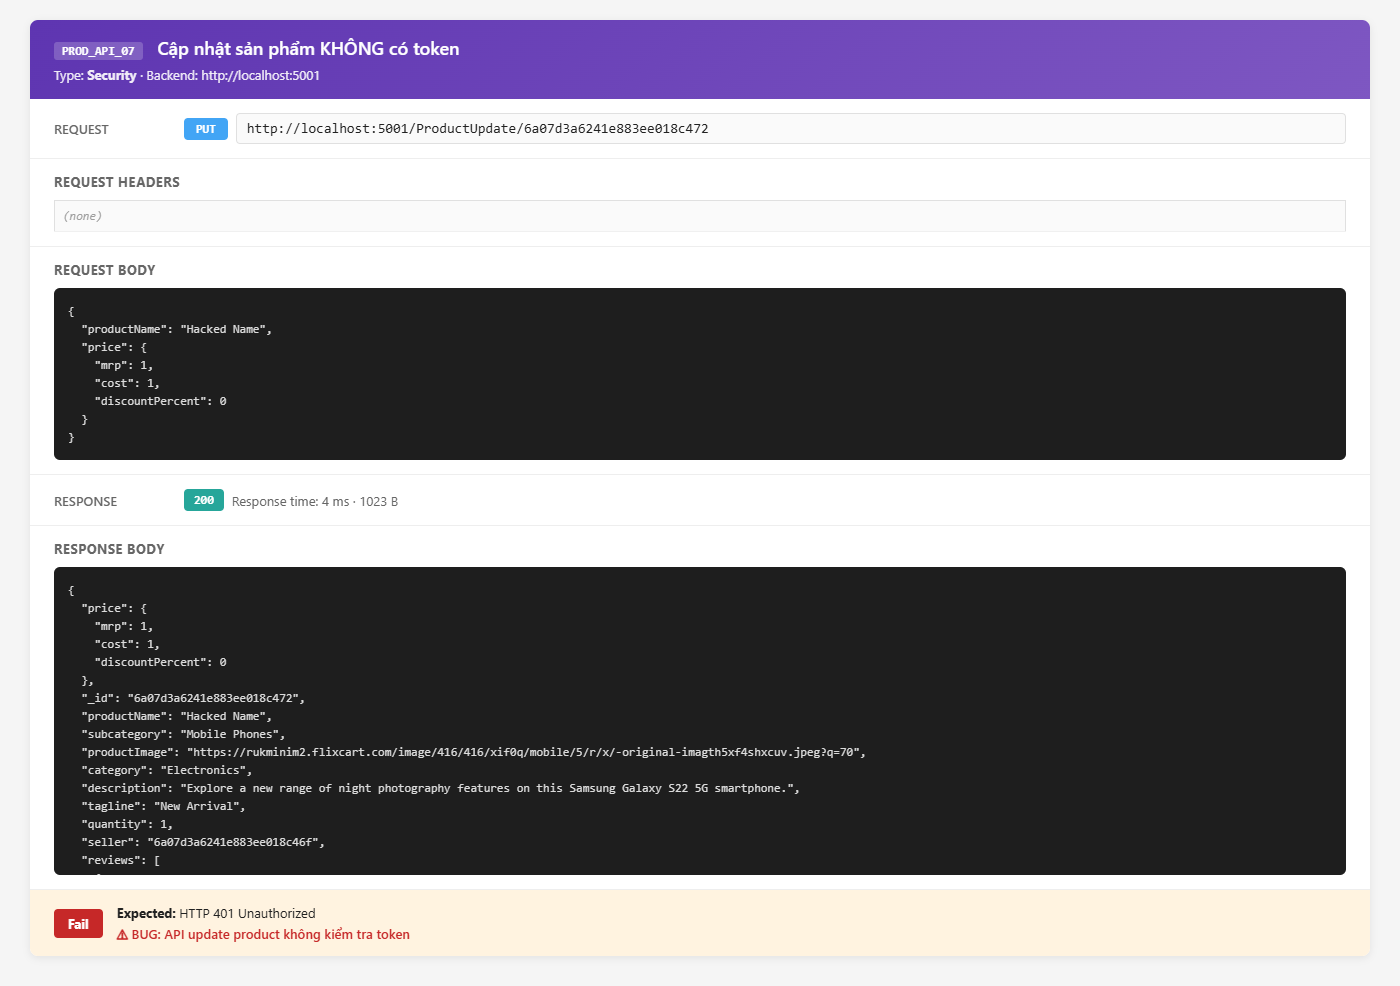 PROD_API_07 Cập nhật sản phẩm KHÔNG có token
Type: Security · Backend: http://localhost:5001
REQUEST PUT http://localhost:5001/ProductUpdate/6a07d3a6241e883ee018c472
REQUEST HEADERS
(none)
REQUEST BODY
{
  "productName": "Hacked Name",
  "price": {
    "mrp": 1,
    "cost": 1,
    "discountPercent": 0
  }
}
RESPONSE 200 Response time: 4 ms · 1023 B
RESPONSE BODY
{
  "price": {
    "mrp": 1,
    "cost": 1,
    "discountPercent": 0
  },
  "_id": "6a07d3a6241e883ee018c472",
  "productName": "Hacked Name",
  "subcategory": "Mobile Phones",
  "productImage": "https://rukminim2.flixcart.com/image/416/416/xif0q/mobile/5/r/x/-original-imagth5xf4shxcuv.jpeg?q=70",
  "category": "Electronics",
  "description": "Explore a new range of night photography features on this Samsung Galaxy S22 5G smartphone.",
  "tagline": "New Arrival",
  "quantity": 1,
  "seller": "6a07d3a6241e883ee018c46f",
  "reviews": [
Fail Expected: HTTP 401 Unauthorized
⚠ BUG: API update product không kiểm tra token